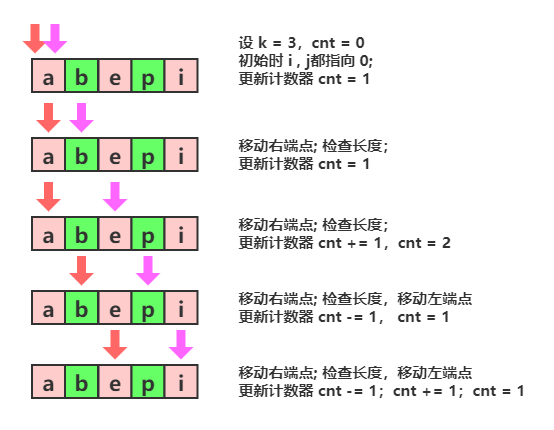 设 k = 3，cnt = 0
初始时 i , j都指向 0;
更新计数器 cnt = 1
a b e p i
移动右端点; 检查长度；
更新计数器 cnt = 1
a b e p i
移动右端点; 检查长度；
更新计数器 cnt += 1，cnt = 2
a b e p i
移动右端点; 检查长度，移动左端点
更新计数器 cnt -= 1， cnt = 1
a b e p i
移动右端点; 检查长度，移动左端点
更新计数器 cnt -= 1；cnt += 1；cnt = 1
a b e p i